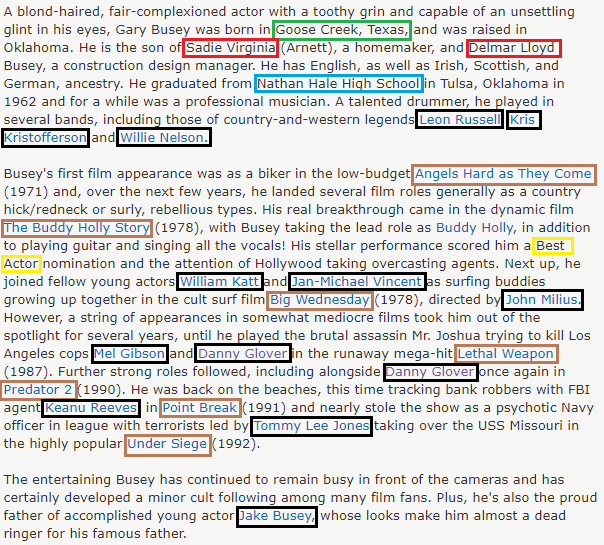 A blond-haired, fair-complexioned actor with a toothy grin and capable of an unsettling
glint in his eyes, Gary Busey was born in Goose Creek, Texas, and was raised in
Oklahoma. He is the son of Sadie Virginia (Arnett), a homemaker, and Delmar Lloyd
Busey, a construction design manager. He has English, as well as Irish, Scottish, and
German, ancestry. He graduated from Nathan Hale High School in Tulsa, Oklahoma in
1962 and for a while was a professional musician. A talented drummer, he played in
several bands, including those of country-and-western legends Leon Russell Kris
Kristofferson and Willie Nelson.
Busey's first film appearance was as a biker in the low-budget Angels Hard as They Come
(1971) and, over the next few years, he landed several film roles generally as a country
hick/redneck or surly, rebellious types. His real breakthrough came in the dynamic film
The Buddy Holly Story (1978), with Busey taking the lead role as Buddy Holly, in addition
to playing guitar and singing all the vocals! His stellar performance scored him a Best
Actor nomination and the attention of Hollywood taking overcasting agents. Next up, he
joined fellow young actors William Katt and Jan-Michael Vincent as surfing buddies
growing up together in the cult surf film Big Wednesday (1978), directed by John Milius.
However, a string of appearances in somewhat mediocre films took him out of the
spotlight for several years, until he played the brutal assassin Mr. Joshua trying to kill Los
Angeles cops Mel Gibson and Danny Glover in the runaway mega-hit Lethal Weapon
(1987). Further strong roles followed, including alongside Danny Glover once again in
Predator 2 (1990). He was back on the beaches, this time tracking bank robbers with FBI
agent Keanu Reeves in Point Break (1991) and nearly stole the show as a psychotic Navy
officer in league with terrorists led by Tommy Lee Jones taking over the USS Missouri in
the highly popular Under Siege (1992).
The entertaining Busey has continued to remain busy in front of the cameras and has
certainly developed a minor cult following among many film fans. Plus, he's also the proud
father of accomplished young actor Jake Busey, whose looks make him almost a dead
ringer for his famous father.